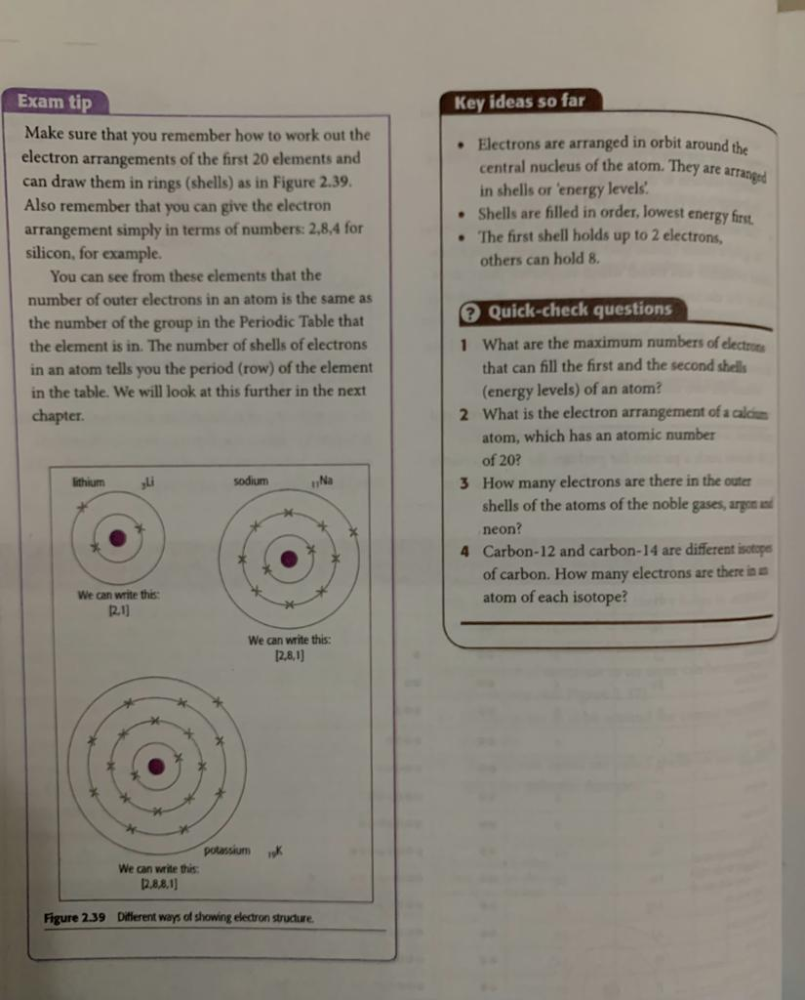 Exam tip
Make sure that you remember how to work out the
electron arrangements of the first 20 elements and
can draw them in rings (shells) as in Figure 2.39.
Also remember that you can give the electron
arrangement simply in terms of numbers: 2,8,4 for
silicon, for example.
You can see from these elements that the
number of outer electrons in an atom is the same as
the number of the group in the Periodic Table that
the element is in. The number of shells of electrons
in an atom tells you the period (row) of the element
in the table. We will look at this further in the next
chapter.
lithium ₃Li
We can write this:
[2,1]
sodium ₁₁Na
We can write this:
[2,8,1]
potassium ₁₉K
We can write this:
[2,8,8,1]
Figure 2.39 Different ways of showing electron structure.
Key ideas so far
• Electrons are arranged in orbit around the
central nucleus of the atom. They are arranged
in shells or 'energy levels'.
• Shells are filled in order, lowest energy first.
• The first shell holds up to 2 electrons,
others can hold 8.
? Quick-check questions
1 What are the maximum numbers of electrons
that can fill the first and the second shells
(energy levels) of an atom?
2 What is the electron arrangement of a calcium
atom, which has an atomic number
of 20?
3 How many electrons are there in the outer
shells of the atoms of the noble gases, argon and
neon?
4 Carbon-12 and carbon-14 are different isotopes
of carbon. How many electrons are there in an
atom of each isotope?